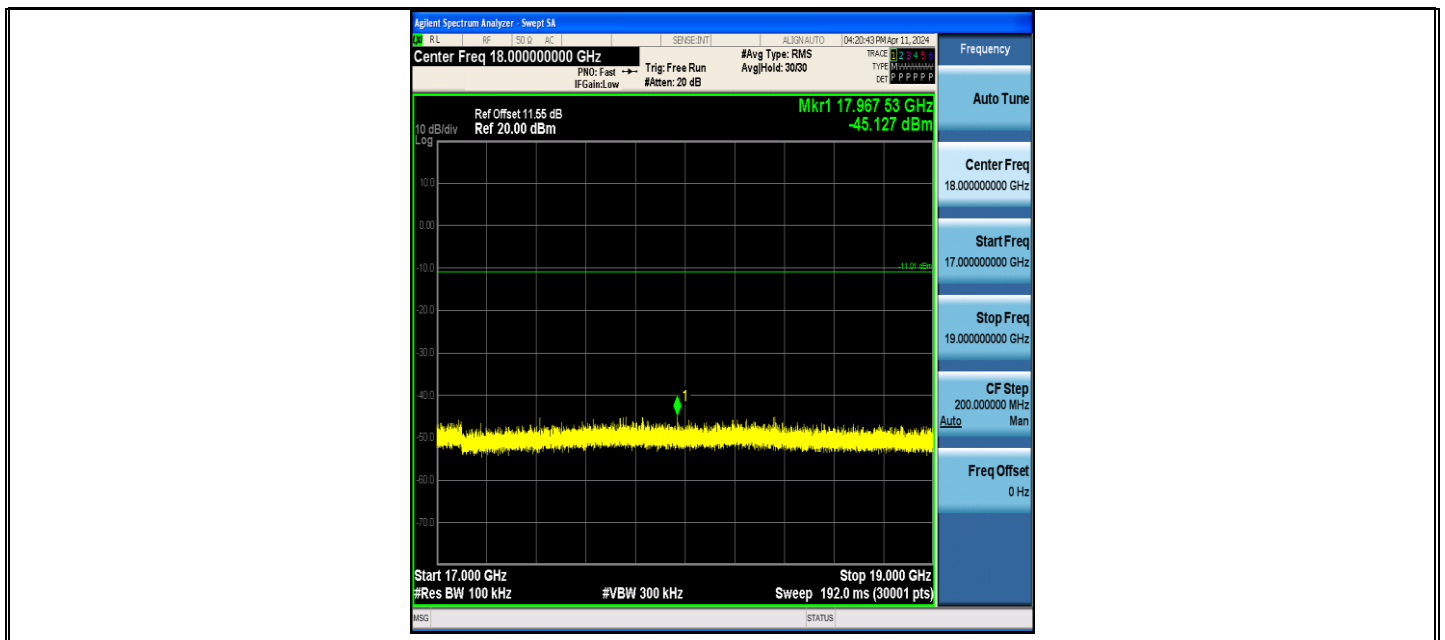 Agilent Spectrum Analyzer - Swept SA
RL RF 50 Ω AC SENSE:INT ALIGN AUTO 04:20:43 PM Apr 11, 2024
Center Freq 18.000000000 GHz
PNO: Fast
IFGain:Low
Trig: Free Run
#Atten: 20 dB
#Avg Type: RMS
Avg|Hold: 30/30
TRACE 1 2 3 4 5 6
TYPE M
DET P P P P P P
Ref Offset 11.55 dB
10 dB/div Ref 20.00 dBm
Log
Mkr1 17.967 53 GHz
-45.127 dBm
10.0
0.00
-10.0
-11.01 dBm
-20.0
-30.0
-40.0
1
-50.0
-60.0
-70.0
Start 17.000 GHz Stop 19.000 GHz
#Res BW 100 kHz #VBW 300 kHz Sweep 192.0 ms (30001 pts)
MSG STATUS
Frequency
Auto Tune
Center Freq
18.000000000 GHz
Start Freq
17.000000000 GHz
Stop Freq
19.000000000 GHz
CF Step
200.000000 MHz
Auto Man
Freq Offset
0 Hz